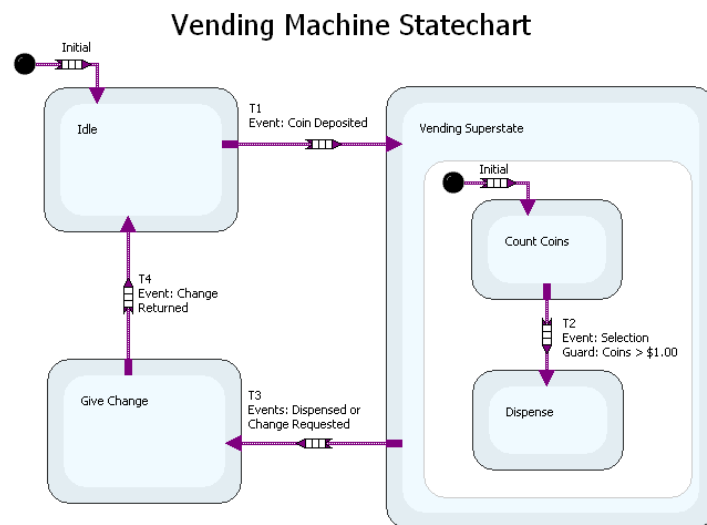 Vending Machine Statechart
Initial
Idle
T1
Event: Coin Deposited
Vending Superstate
Initial
Count Coins
T2
Event: Selection
Guard: Coins > $1.00
Dispense
T4
Event: Change
Returned
Give Change
T3
Events: Dispensed or
Change Requested